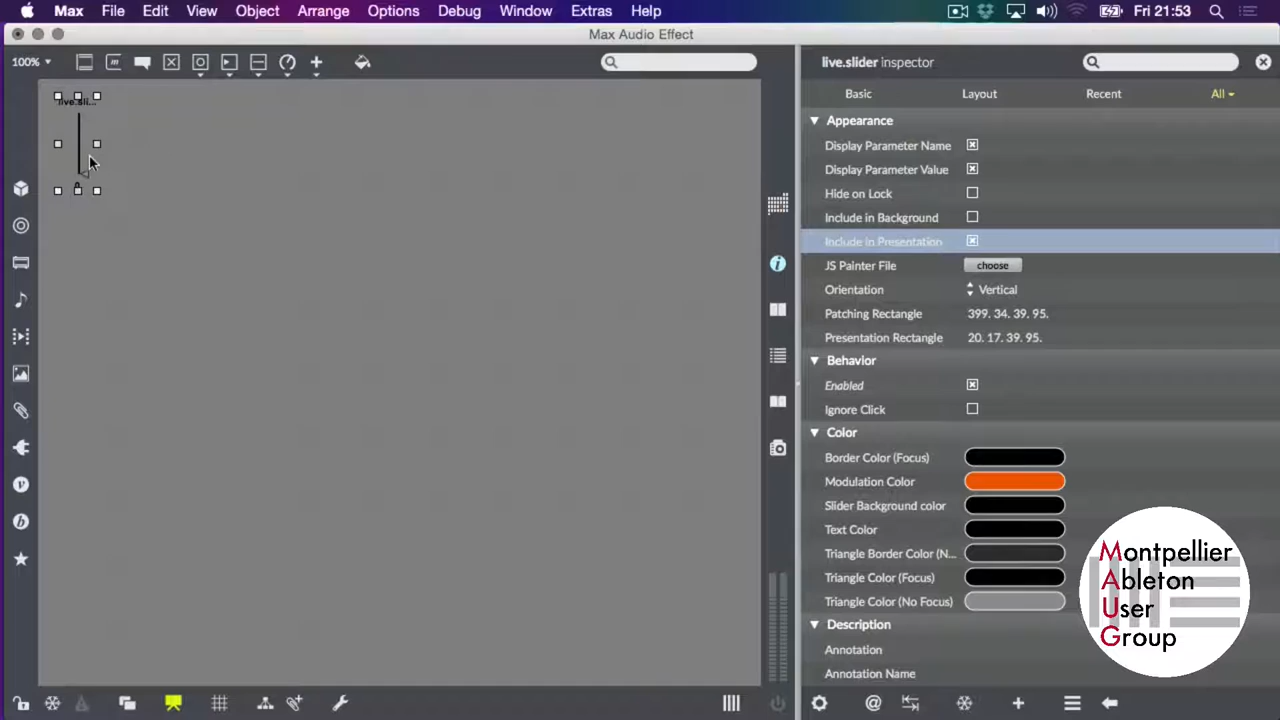 Max File Edit View Object Arrange Options Debug Window Extras Help Fri 21:53
Max Audio Effect
100%
live.slider inspector
Basic Layout Recent All
live.sli...
Appearance
Display Parameter Name
Display Parameter Value
Hide on Lock
Include in Background
Include in Presentation
JS Painter File choose
Orientation Vertical
Patching Rectangle 399. 34. 39. 95.
Presentation Rectangle 20. 17. 39. 95.
Behavior
Enabled
Ignore Click
Color
Border Color (Focus)
Modulation Color
Slider Background color
Text Color
Triangle Border Color (N...
Triangle Color (Focus)
Triangle Color (No Focus)
Description
Annotation
Annotation Name
Montpellier
Ableton
User
Group